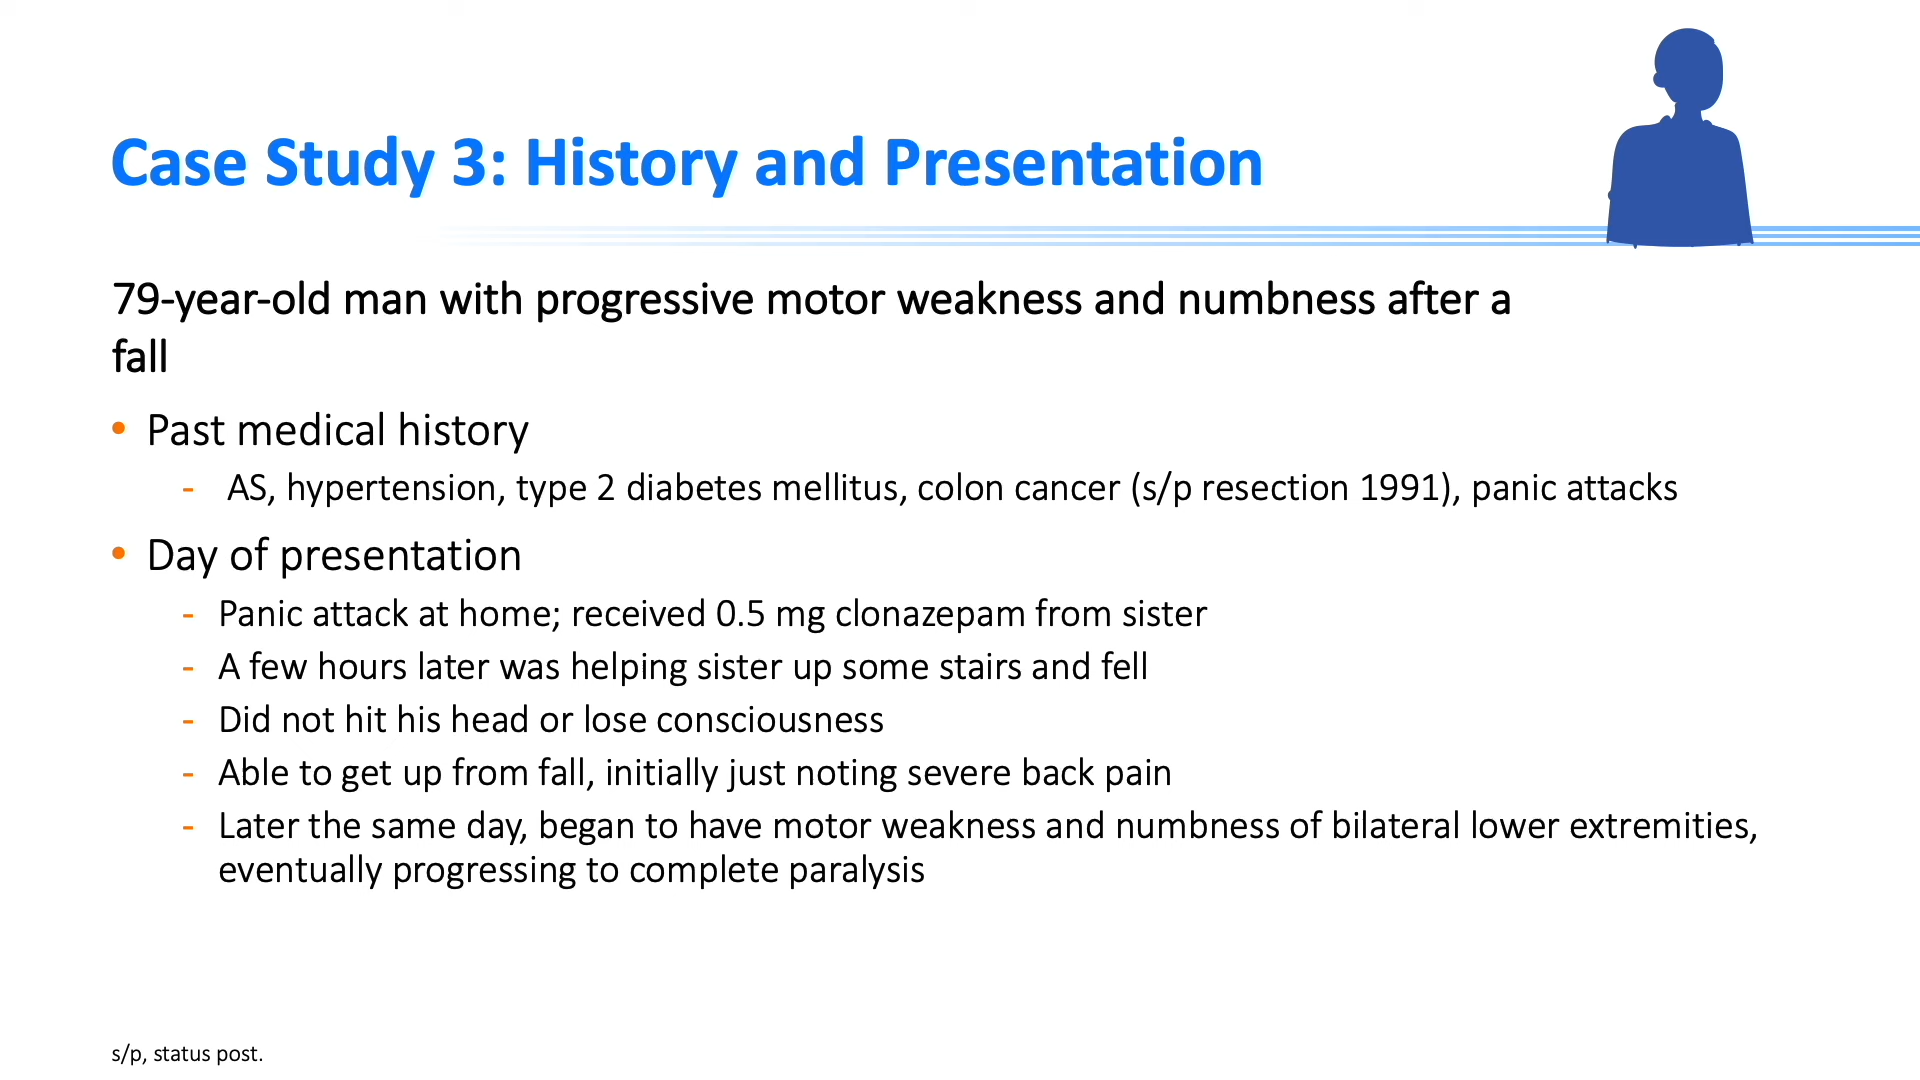 Case Study 3: History and Presentation
79-year-old man with progressive motor weakness and numbness after a
fall
• Past medical history
- AS, hypertension, type 2 diabetes mellitus, colon cancer (s/p resection 1991), panic attacks
• Day of presentation
- Panic attack at home; received 0.5 mg clonazepam from sister
- A few hours later was helping sister up some stairs and fell
- Did not hit his head or lose consciousness
- Able to get up from fall, initially just noting severe back pain
- Later the same day, began to have motor weakness and numbness of bilateral lower extremities,
eventually progressing to complete paralysis
s/p, status post.